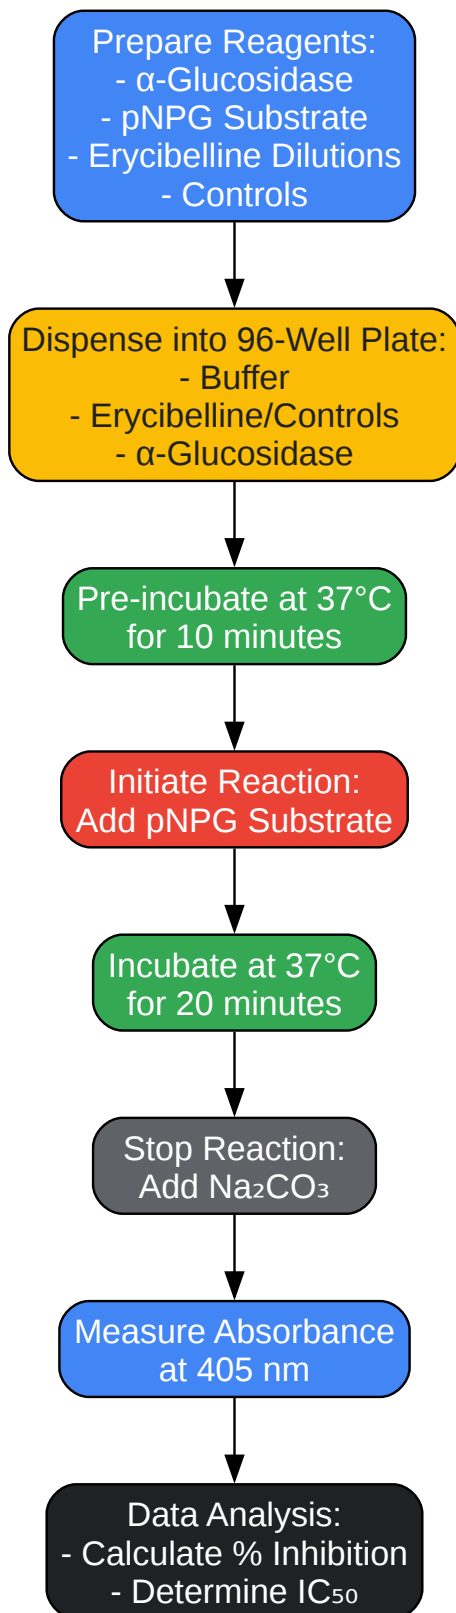 Prepare Reagents:
- α-Glucosidase
- pNPG Substrate
- Erycibelline Dilutions
- Controls
Dispense into 96-Well Plate:
- Buffer
- Erycibelline/Controls
- α-Glucosidase
Pre-incubate at 37°C
for 10 minutes
Initiate Reaction:
Add pNPG Substrate
Incubate at 37°C
for 20 minutes
Stop Reaction:
Add Na₂CO₃
Measure Absorbance
at 405 nm
Data Analysis:
- Calculate % Inhibition
- Determine IC₅₀